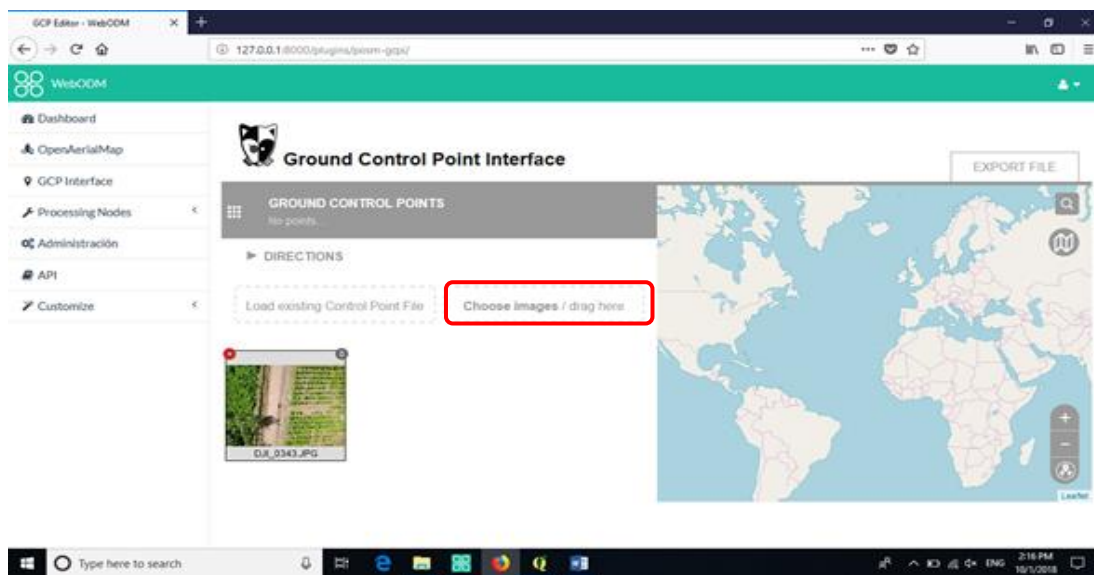 GCP Editor - WebODM
127.0.0.1:8000/plugins/posm-gcpi/
WebODM
Dashboard
OpenAerialMap
GCP Interface
Processing Nodes
Administración
API
Customize
Ground Control Point Interface
EXPORT FILE
GROUND CONTROL POINTS
No points...
DIRECTIONS
Load existing Control Point File
Choose images / drag here
DJI_0343.JPG
Leaflet
Type here to search
ENG
2:16 PM
10/1/2018